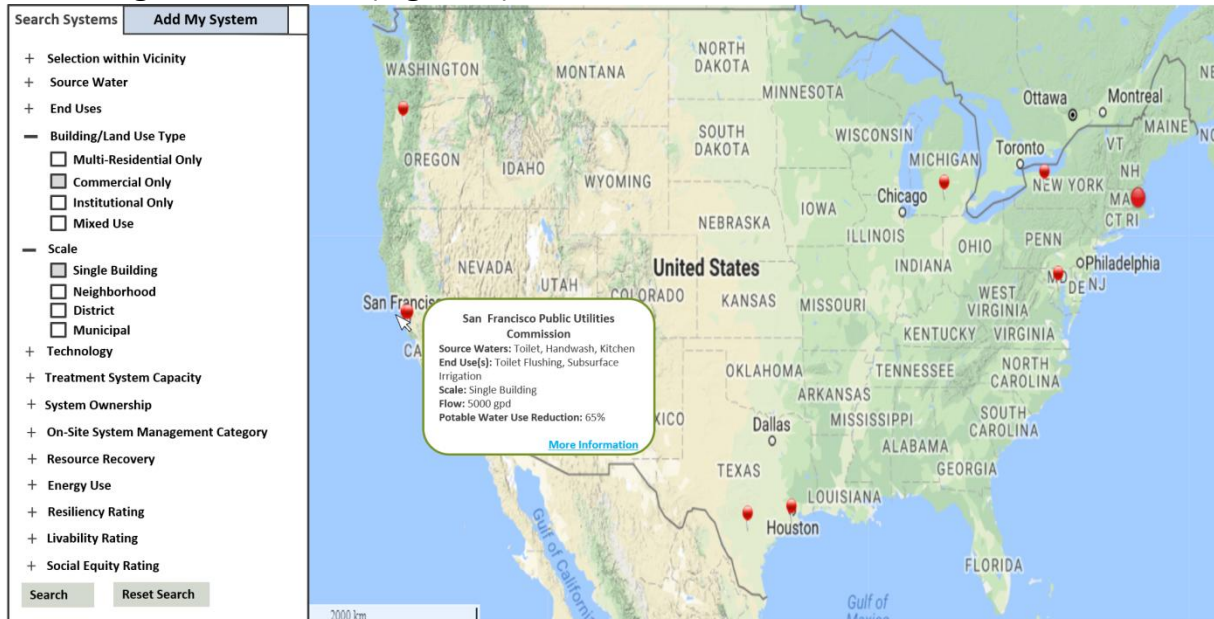 Search Systems
Add My System
+ Selection within Vicinity
+ Source Water
+ End Uses
— Building/Land Use Type
Multi-Residential Only
Commercial Only
Institutional Only
Mixed Use
— Scale
Single Building
Neighborhood
District
Municipal
+ Technology
+ Treatment System Capacity
+ System Ownership
+ On-Site System Management Category
+ Resource Recovery
+ Energy Use
+ Resiliency Rating
+ Livability Rating
+ Social Equity Rating
Search
Reset Search
WASHINGTON
MONTANA
NORTH
DAKOTA
MINNESOTA
Ottawa
Montreal
MAINE
SOUTH
DAKOTA
WISCONSIN
MICHIGAN
Toronto
VT
NH
OREGON
IDAHO
WYOMING
NEW YORK
MA
CT RI
Chicago
IOWA
NEBRASKA
ILLINOIS
INDIANA
OHIO
PENN
Philadelphia
MD
DE NJ
NEVADA
UTAH
COLORADO
United States
KANSAS
MISSOURI
WEST
VIRGINIA
KENTUCKY
VIRGINIA
San Francisc
CA
San Francisco Public Utilities
Commission
Source Waters: Toilet, Handwash, Kitchen
End Use(s): Toilet Flushing, Subsurface
Irrigation
Scale: Single Building
Flow: 5000 gpd
Potable Water Use Reduction: 65%
More Information
XICO
OKLAHOMA
ARKANSAS
TENNESSEE
NORTH
CAROLINA
Dallas
MISSISSIPPI
SOUTH
CAROLINA
ALABAMA
GEORGIA
TEXAS
LOUISIANA
Houston
FLORIDA
Gulf of California
Gulf of
Mexico
2000 km